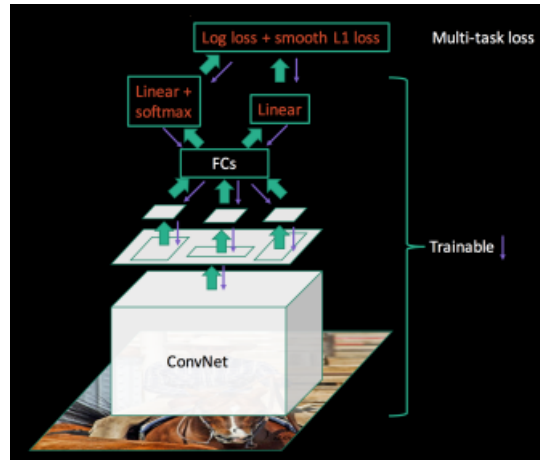 Log loss + smooth L1 loss
Multi-task loss
Linear +
softmax
Linear
FCs
Trainable
ConvNet